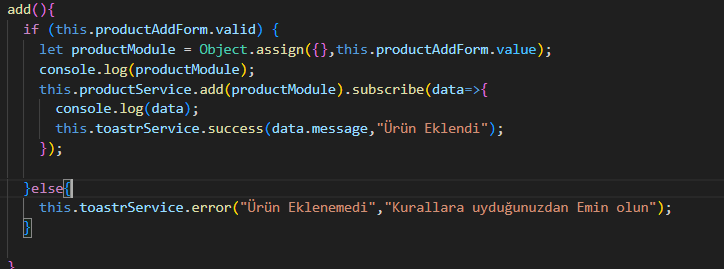 add(){
if (this.productAddForm.valid) {
let productModule = Object.assign({},this.productAddForm.value);
console.log(productModule);
this.productService.add(productModule).subscribe(data=>{
console.log(data);
this.toastrService.success(data.message,"Ürün Eklendi");
});
}else{
this.toastrService.error("Ürün Eklenemedi","Kurallara uyduğunuzdan Emin olun");
}
}